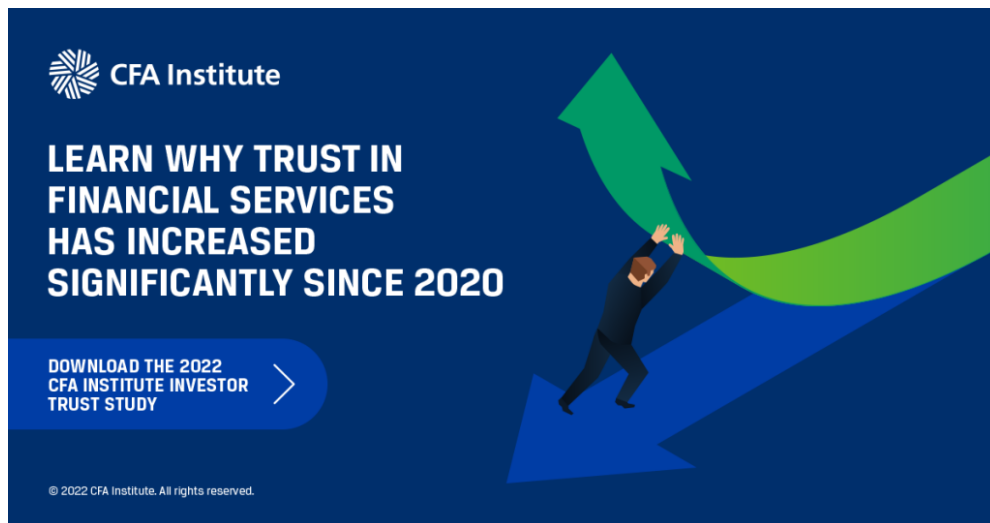 CFA Institute
LEARN WHY TRUST IN
FINANCIAL SERVICES
HAS INCREASED
SIGNIFICANTLY SINCE 2020
DOWNLOAD THE 2022
CFA INSTITUTE INVESTOR
TRUST STUDY
© 2022 CFA Institute. All rights reserved.